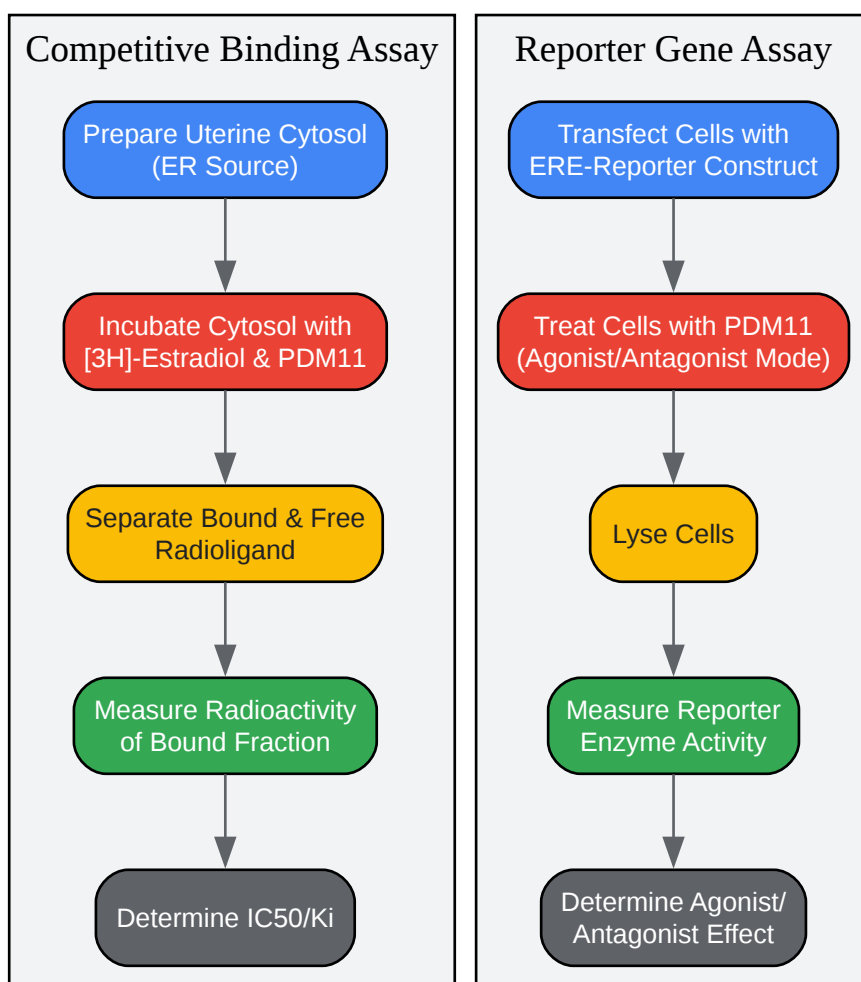 Competitive Binding Assay
Prepare Uterine Cytosol
(ER Source)
Incubate Cytosol with
[3H]-Estradiol & PDM11
Separate Bound & Free
Radioligand
Measure Radioactivity
of Bound Fraction
Determine IC50/Ki
Reporter Gene Assay
Transfect Cells with
ERE-Reporter Construct
Treat Cells with PDM11
(Agonist/Antagonist Mode)
Lyse Cells
Measure Reporter
Enzyme Activity
Determine Agonist/
Antagonist Effect